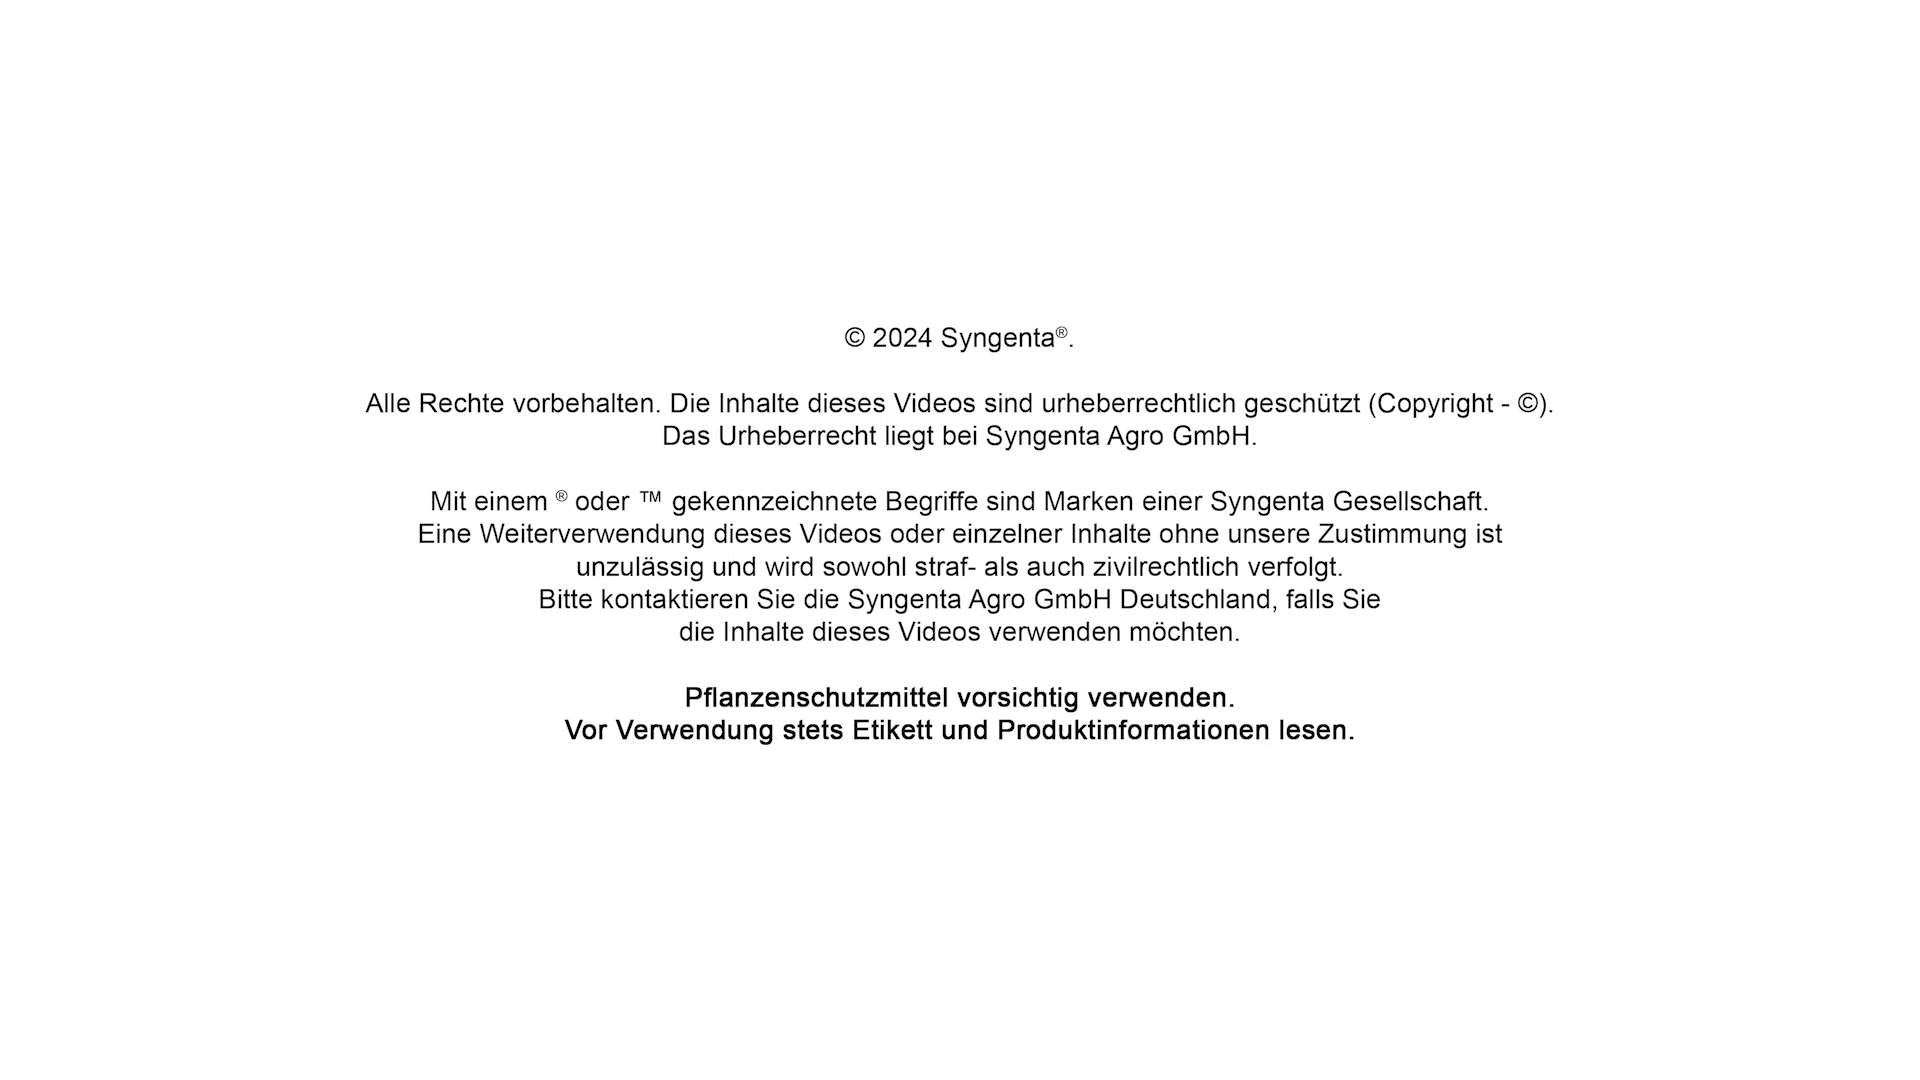 © 2024 Syngenta®.
Alle Rechte vorbehalten. Die Inhalte dieses Videos sind urheberrechtlich geschützt (Copyright - ©).
Das Urheberrecht liegt bei Syngenta Agro GmbH.
Mit einem ® oder ™ gekennzeichnete Begriffe sind Marken einer Syngenta Gesellschaft.
Eine Weiterverwendung dieses Videos oder einzelner Inhalte ohne unsere Zustimmung ist
unzulässig und wird sowohl straf- als auch zivilrechtlich verfolgt.
Bitte kontaktieren Sie die Syngenta Agro GmbH Deutschland, falls Sie
die Inhalte dieses Videos verwenden möchten.
Pflanzenschutzmittel vorsichtig verwenden.
Vor Verwendung stets Etikett und Produktinformationen lesen.